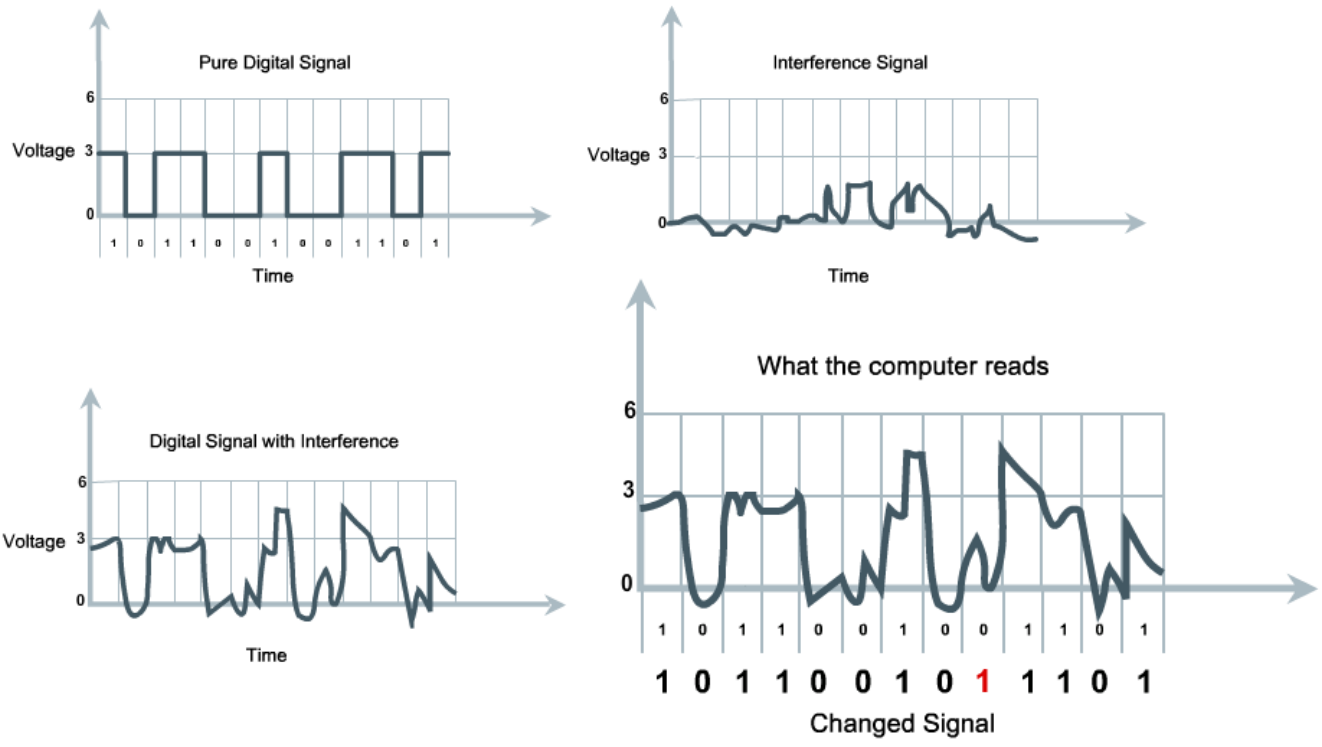 Pure Digital Signal
6
Voltage 3
0
1 0 1 1 0 0 1 0 0 1 1 0 1
Time
Interference Signal
6
Voltage 3
0
Time
Digital Signal with Interference
6
Voltage 3
0
Time
What the computer reads
6
3
0
1 0 1 1 0 0 1 0 0 1 1 0 1
1 0 1 1 0 0 1 0 1 1 1 0 1
Changed Signal